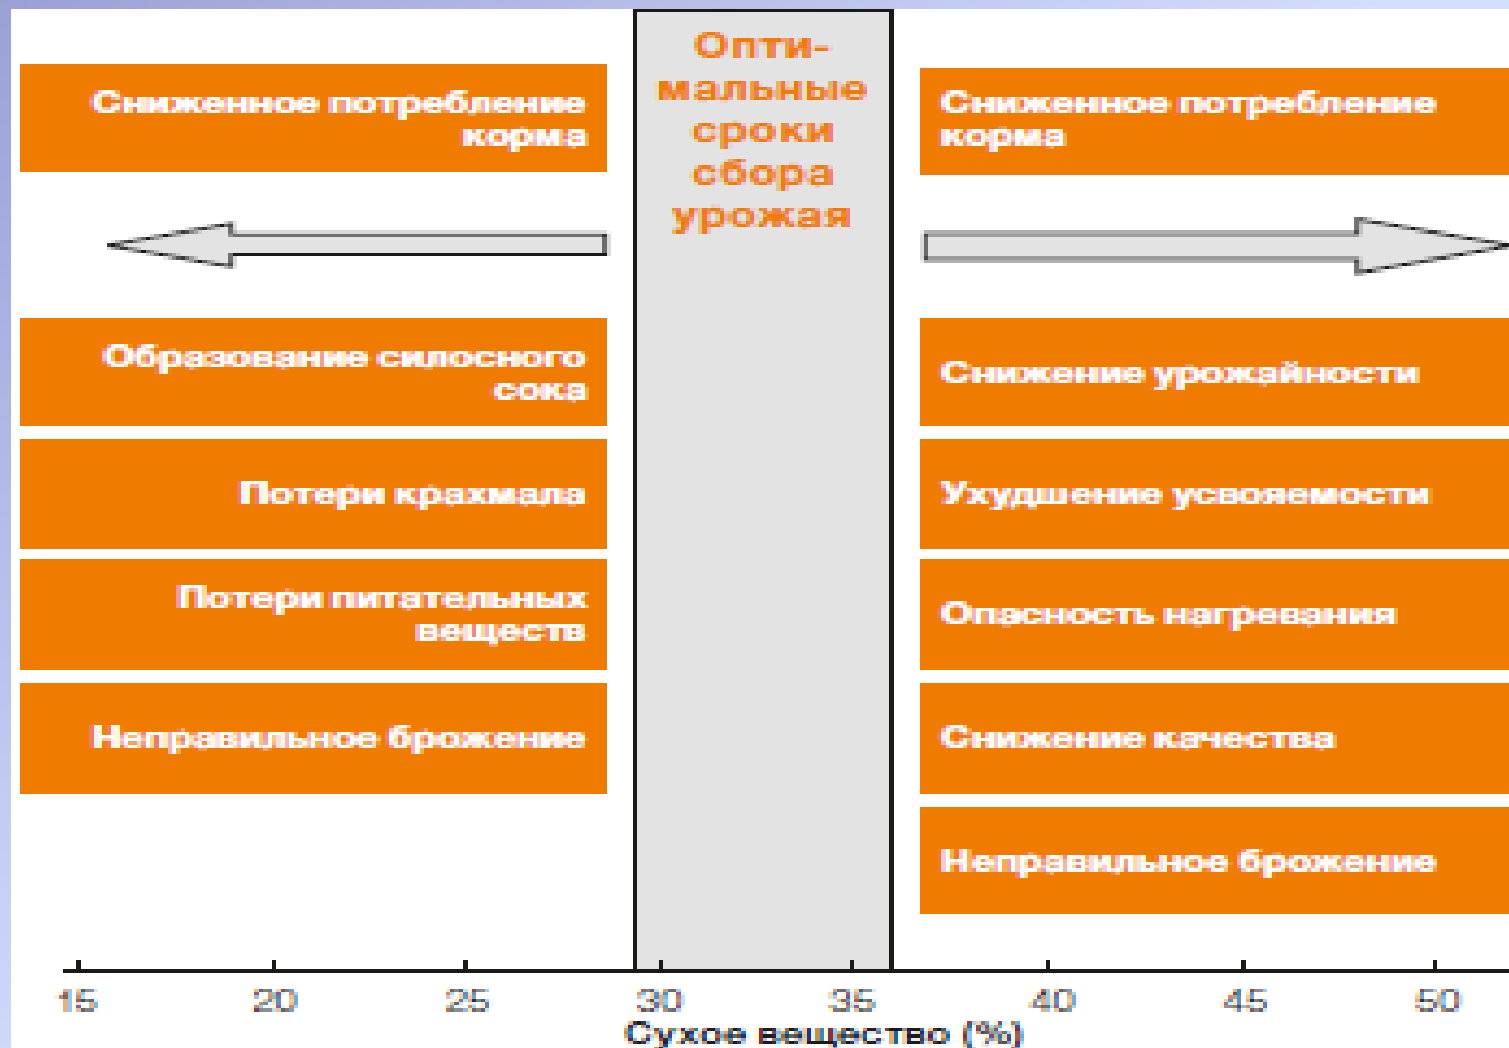 Опти-
мальные
сроки
сбора
урожая
Сниженное потребление
корма
Образование силосного
сока
Потери крахмала
Потери питательных
веществ
Неправильное брожение
Сниженное потребление
корма
Снижение урожайности
Ухудшение усвояемости
Опасность нагревания
Снижение качества
Неправильное брожение
15 20 25 30 35 40 45 50
Сухое вещество (%)